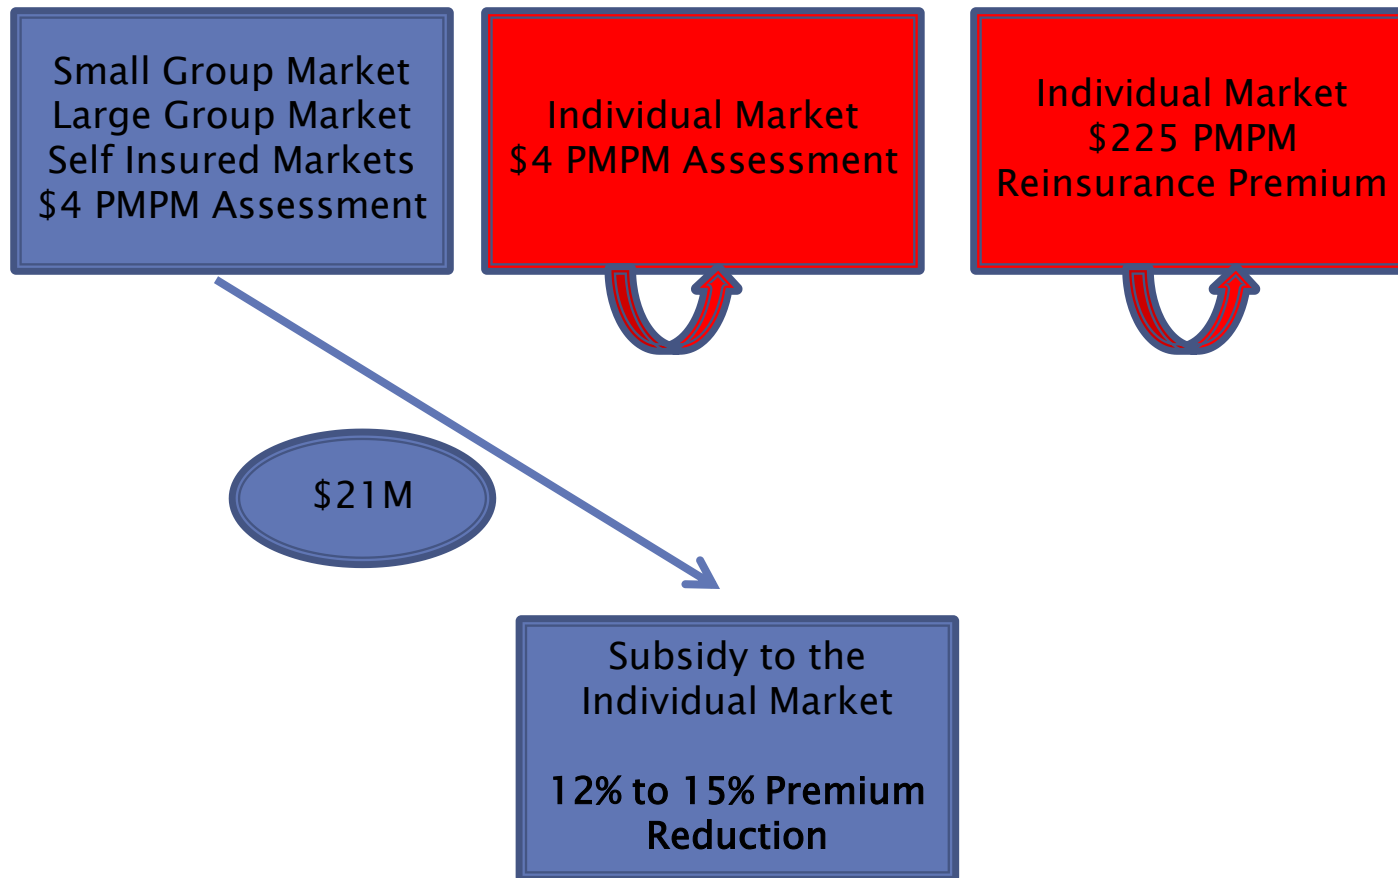 Small Group Market
Large Group Market
Self Insured Markets
$4 PMPM Assessment
Individual Market
$4 PMPM Assessment
Individual Market
$225 PMPM
Reinsurance Premium
$21M
Subsidy to the
Individual Market
12% to 15% Premium
Reduction